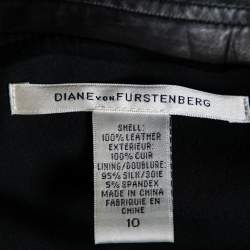 DIANE VON FURSTENBERG
SHELL:
100% LEATHER
EXTERIEUR:
100% CUIR
LINING/DOUBLURE:
95% SILK/SOIE
5% SPANDEX
MADE IN CHINA
FABRIQUE EN
CHINE
10